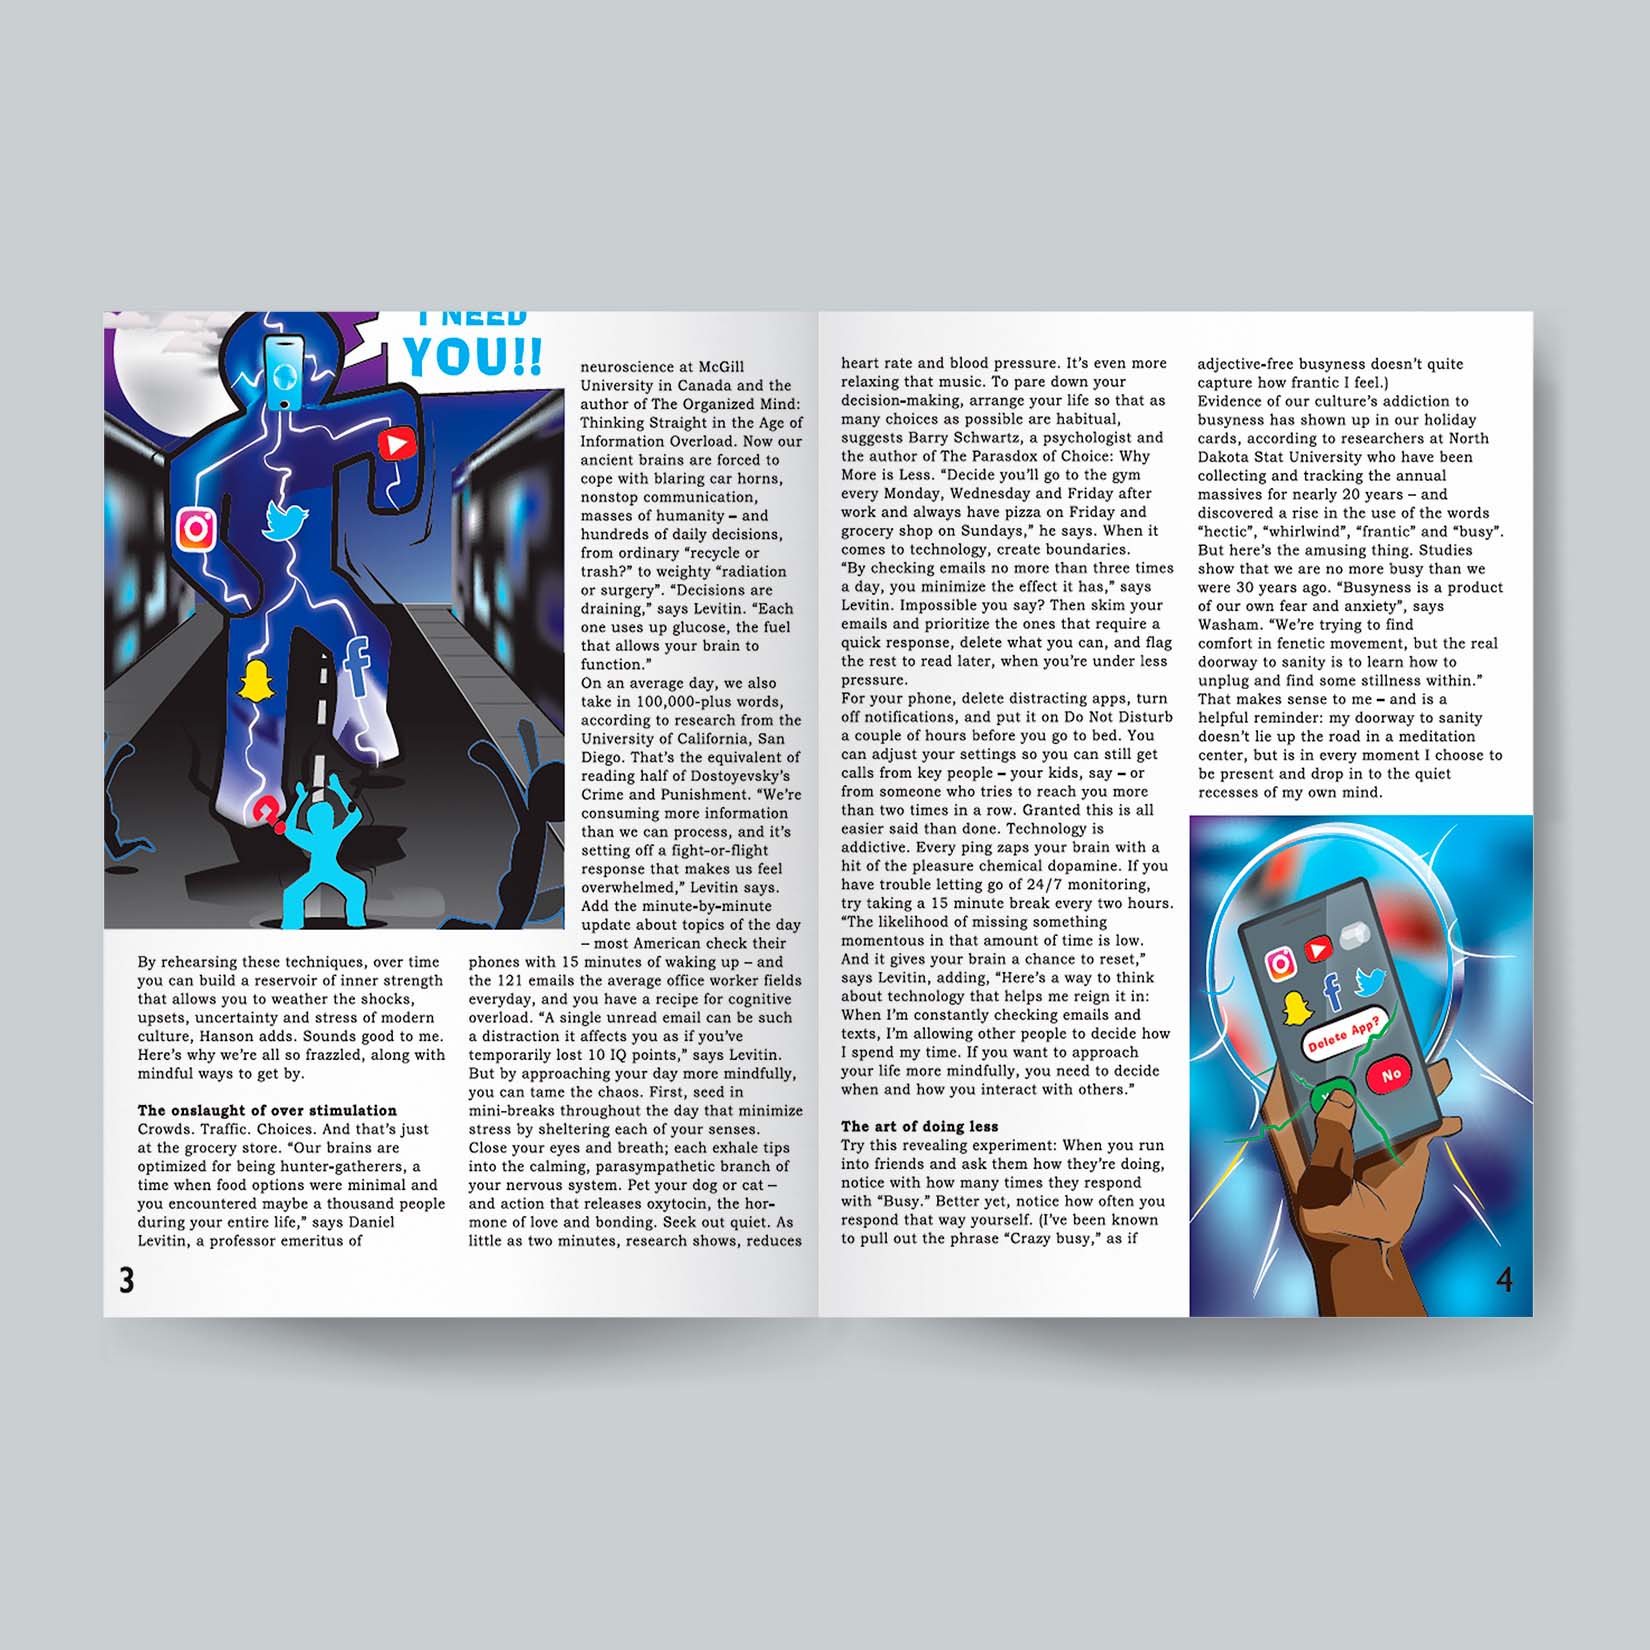 I NEED
YOU!!
By rehearsing these techniques, over time
you can build a reservoir of inner strength
that allows you to weather the shocks,
upsets, uncertainty and stress of modern
culture, Hanson adds. Sounds good to me.
Here's why we're all so frazzled, along with
mindful ways to get by.
The onslaught of over stimulation
Crowds. Traffic. Choices. And that's just
at the grocery store. “Our brains are
optimized for being hunter-gatherers, a
time when food options were minimal and
you encountered maybe a thousand people
during your entire life,” says Daniel
Levitin, a professor emeritus of
neuroscience at McGill
University in Canada and the
author of The Organized Mind:
Thinking Straight in the Age of
Information Overload. Now our
ancient brains are forced to
cope with blaring car horns,
nonstop communication,
masses of humanity – and
hundreds of daily decisions,
from ordinary “recycle or
trash?” to weighty “radiation
or surgery”. “Decisions are
draining,” says Levitin. “Each
one uses up glucose, the fuel
that allows your brain to
function.”
On an average day, we also
take in 100,000-plus words,
according to research from the
University of California, San
Diego. That's the equivalent of
reading half of Dostoyevsky's
Crime and Punishment. “We're
consuming more information
than we can process, and it's
setting off a fight-or-flight
response that makes us feel
overwhelmed,” Levitin says.
Add the minute-by-minute
update about topics of the day
– most American check their
phones with 15 minutes of waking up – and
the 121 emails the average office worker fields
everyday, and you have a recipe for cognitive
overload. “A single unread email can be such
a distraction it affects you as if you've
temporarily lost 10 IQ points,” says Levitin.
But by approaching your day more mindfully,
you can tame the chaos. First, seed in
mini-breaks throughout the day that minimize
stress by sheltering each of your senses.
Close your eyes and breath; each exhale tips
into the calming, parasympathetic branch of
your nervous system. Pet your dog or cat –
and action that releases oxytocin, the hor-
mone of love and bonding. Seek out quiet. As
little as two minutes, research shows, reduces
3
heart rate and blood pressure. It's even more
relaxing that music. To pare down your
decision-making, arrange your life so that as
many choices as possible are habitual,
suggests Barry Schwartz, a psychologist and
the author of The Parasdox of Choice: Why
More is Less. “Decide you'll go to the gym
every Monday, Wednesday and Friday after
work and always have pizza on Friday and
grocery shop on Sundays,” he says. When it
comes to technology, create boundaries.
“By checking emails no more than three times
a day, you minimize the effect it has,” says
Levitin. Impossible you say? Then skim your
emails and prioritize the ones that require a
quick response, delete what you can, and flag
the rest to read later, when you're under less
pressure.
For your phone, delete distracting apps, turn
off notifications, and put it on Do Not Disturb
a couple of hours before you go to bed. You
can adjust your settings so you can still get
calls from key people – your kids, say – or
from someone who tries to reach you more
than two times in a row. Granted this is all
easier said than done. Technology is
addictive. Every ping zaps your brain with a
hit of the pleasure chemical dopamine. If you
have trouble letting go of 24/7 monitoring,
try taking a 15 minute break every two hours.
“The likelihood of missing something
momentous in that amount of time is low.
And it gives your brain a chance to reset,”
says Levitin, adding, “Here's a way to think
about technology that helps me reign it in:
When I'm constantly checking emails and
texts, I'm allowing other people to decide how
I spend my time. If you want to approach
your life more mindfully, you need to decide
when and how you interact with others.”
The art of doing less
Try this revealing experiment: When you run
into friends and ask them how they're doing,
notice with how many times they respond
with “Busy.” Better yet, notice how often you
respond that way yourself. (I've been known
to pull out the phrase “Crazy busy,” as if
adjective-free busyness doesn't quite
capture how frantic I feel.)
Evidence of our culture's addiction to
busyness has shown up in our holiday
cards, according to researchers at North
Dakota Stat University who have been
collecting and tracking the annual
massives for nearly 20 years – and
discovered a rise in the use of the words
“hectic”, “whirlwind”, “frantic” and “busy”.
But here's the amusing thing. Studies
show that we are no more busy than we
were 30 years ago. “Busyness is a product
of our own fear and anxiety”, says
Washam. “We're trying to find
comfort in fenetic movement, but the real
doorway to sanity is to learn how to
unplug and find some stillness within.”
That makes sense to me – and is a
helpful reminder: my doorway to sanity
doesn't lie up the road in a meditation
center, but is in every moment I choose to
be present and drop in to the quiet
recesses of my own mind.
Delete App?
No
4